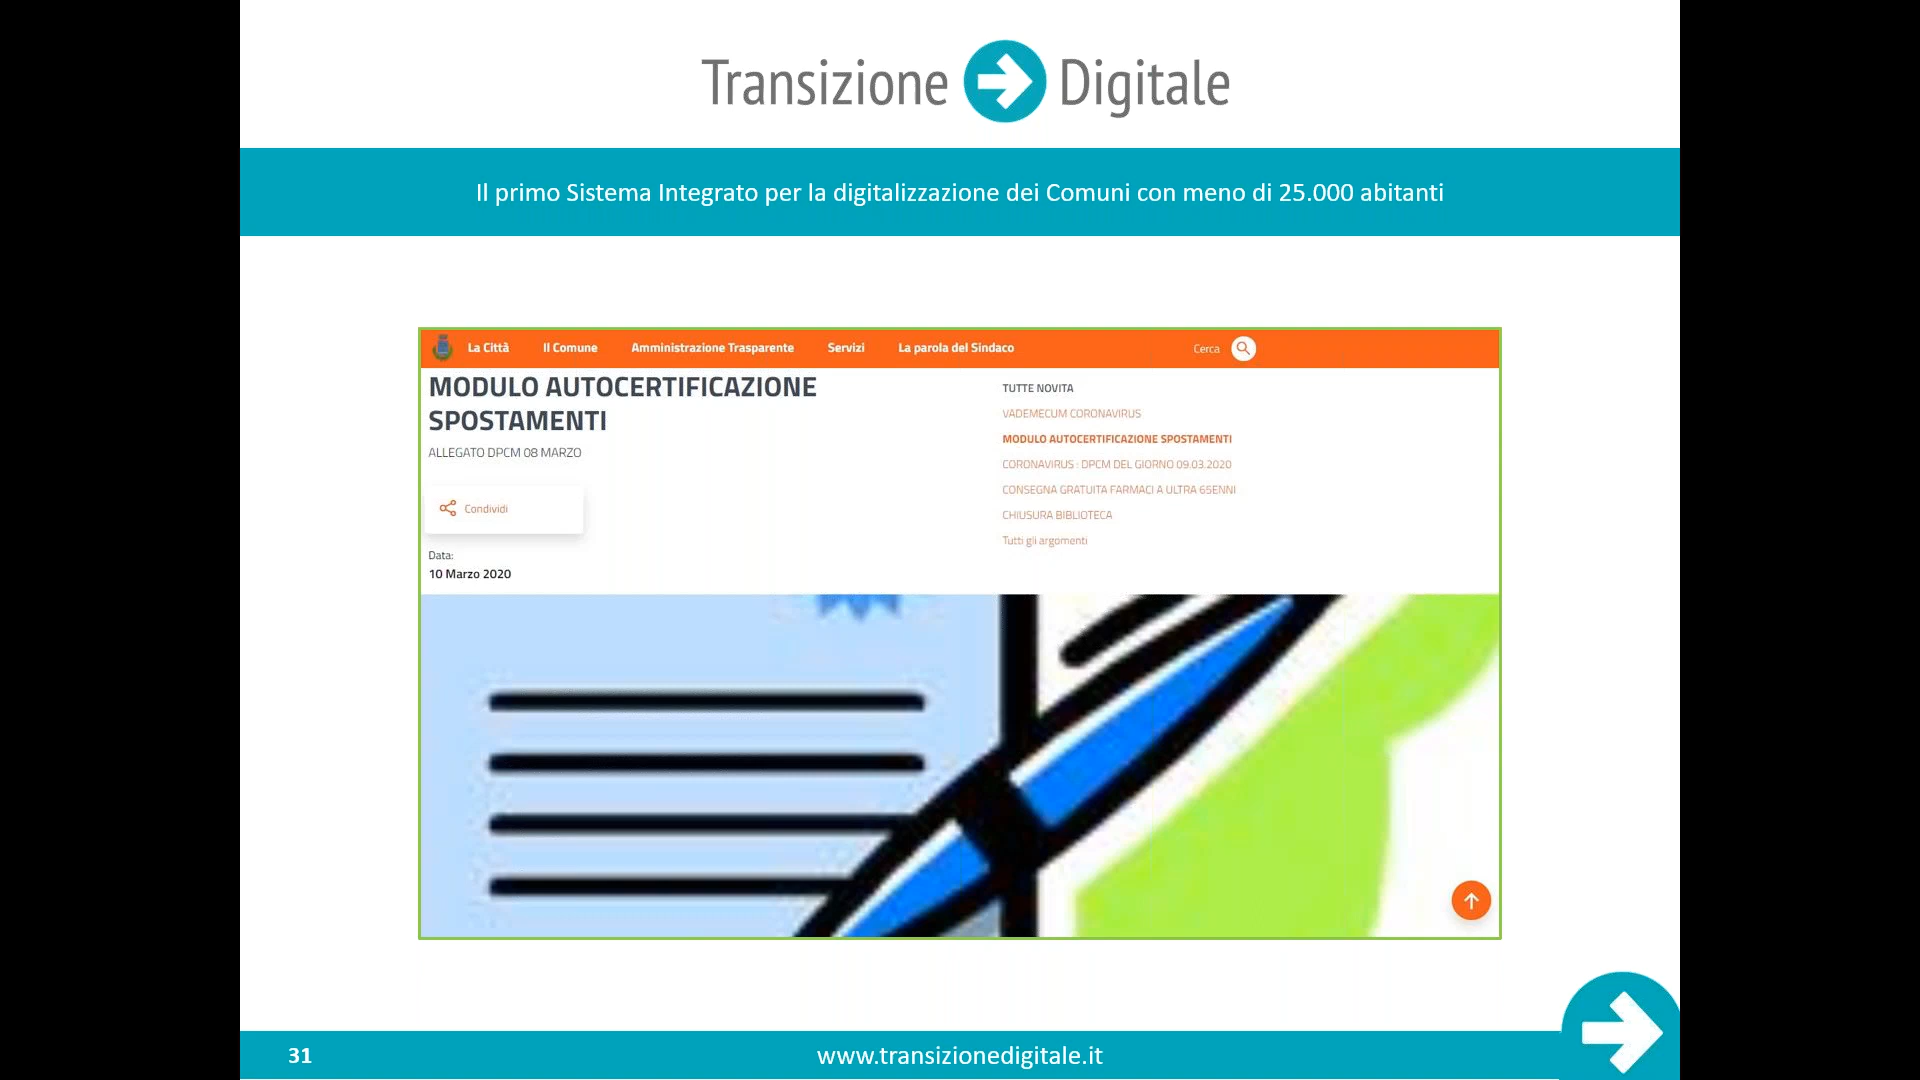 Transizione Digitale
Il primo Sistema Integrato per la digitalizzazione dei Comuni con meno di 25.000 abitanti
La Città Il Comune Amministrazione Trasparente Servizi La parola del Sindaco Cerca
MODULO AUTOCERTIFICAZIONE
SPOSTAMENTI
ALLEGATO DPCM 08 MARZO
Condividi
Data:
10 Marzo 2020
TUTTE NOVITA
VADEMECUM CORONAVIRUS
MODULO AUTOCERTIFICAZIONE SPOSTAMENTI
CORONAVIRUS : DPCM DEL GIORNO 09.03.2020
CONSEGNA GRATUITA FARMACI A ULTRA 65ENNI
CHIUSURA BIBLIOTECA
Tutti gli argomenti
31
www.transizionedigitale.it